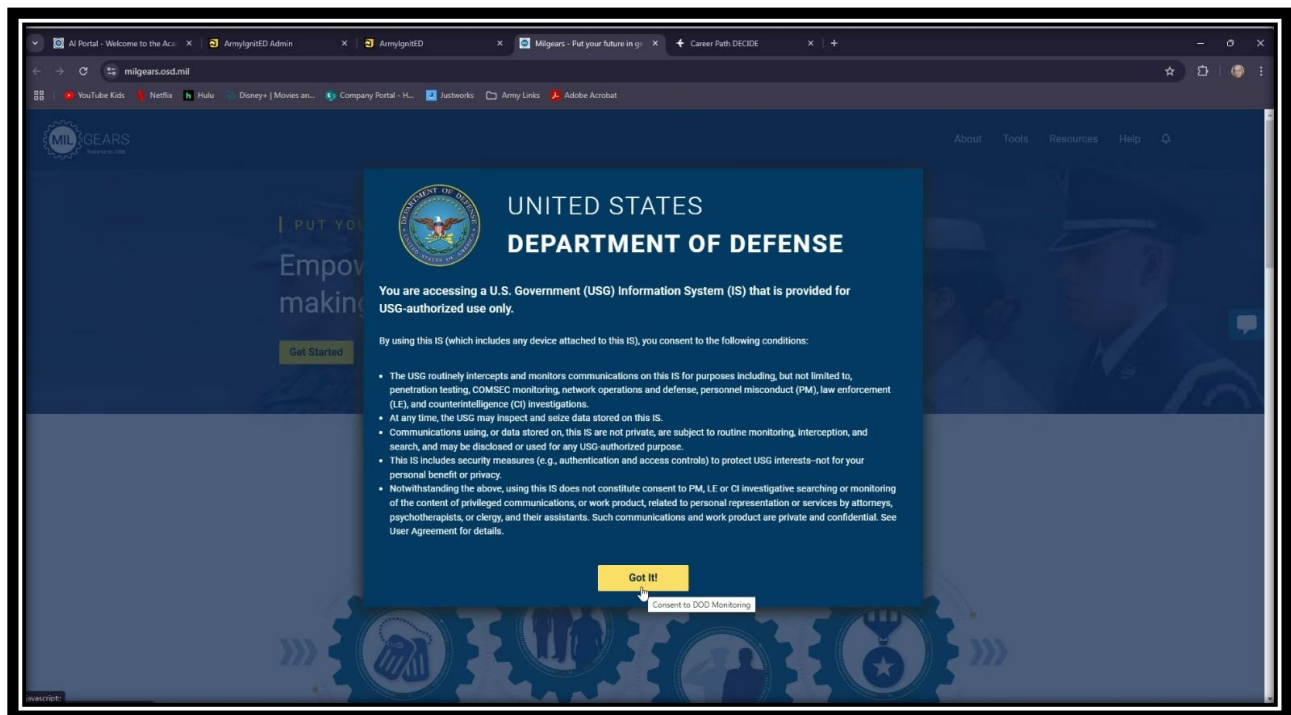 AI Portal - Welcome to the Aca
ArmyIgnitED Admin
ArmyIgnitED
Milgears - Put your future in ge
Career Path DECIDE
milgears.osd.mil
YouTube Kids
Netflix
Hulu
Disney+ | Movies an...
Company Portal - H...
Justworks
Army Links
Adobe Acrobat
MIL GEARS
About
Tools
Resources
Help
PUT YO
Empow
making
Get Started
UNITED STATES
DEPARTMENT OF DEFENSE
You are accessing a U.S. Government (USG) Information System (IS) that is provided for
USG-authorized use only.
By using this IS (which includes any device attached to this IS), you consent to the following conditions:
• The USG routinely intercepts and monitors communications on this IS for purposes including, but not limited to,
penetration testing, COMSEC monitoring, network operations and defense, personnel misconduct (PM), law enforcement
(LE), and counterintelligence (CI) investigations.
• At any time, the USG may inspect and seize data stored on this IS.
• Communications using, or data stored on, this IS are not private, are subject to routine monitoring, interception, and
search, and may be disclosed or used for any USG-authorized purpose.
• This IS includes security measures (e.g., authentication and access controls) to protect USG interests--not for your
personal benefit or privacy.
• Notwithstanding the above, using this IS does not constitute consent to PM, LE or CI investigative searching or monitoring
of the content of privileged communications, or work product, related to personal representation or services by attorneys,
psychotherapists, or clergy, and their assistants. Such communications and work product are private and confidential. See
User Agreement for details.
Got It!
Consent to DOD Monitoring